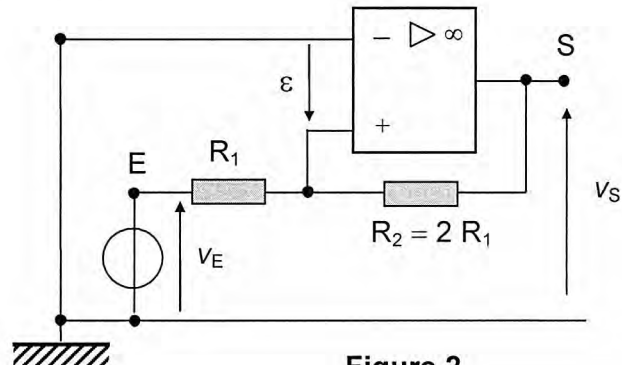 − ▷ ∞
S
ε
+
E
R₁
R₂ = 2 R₁
vS
vE
Figure 2